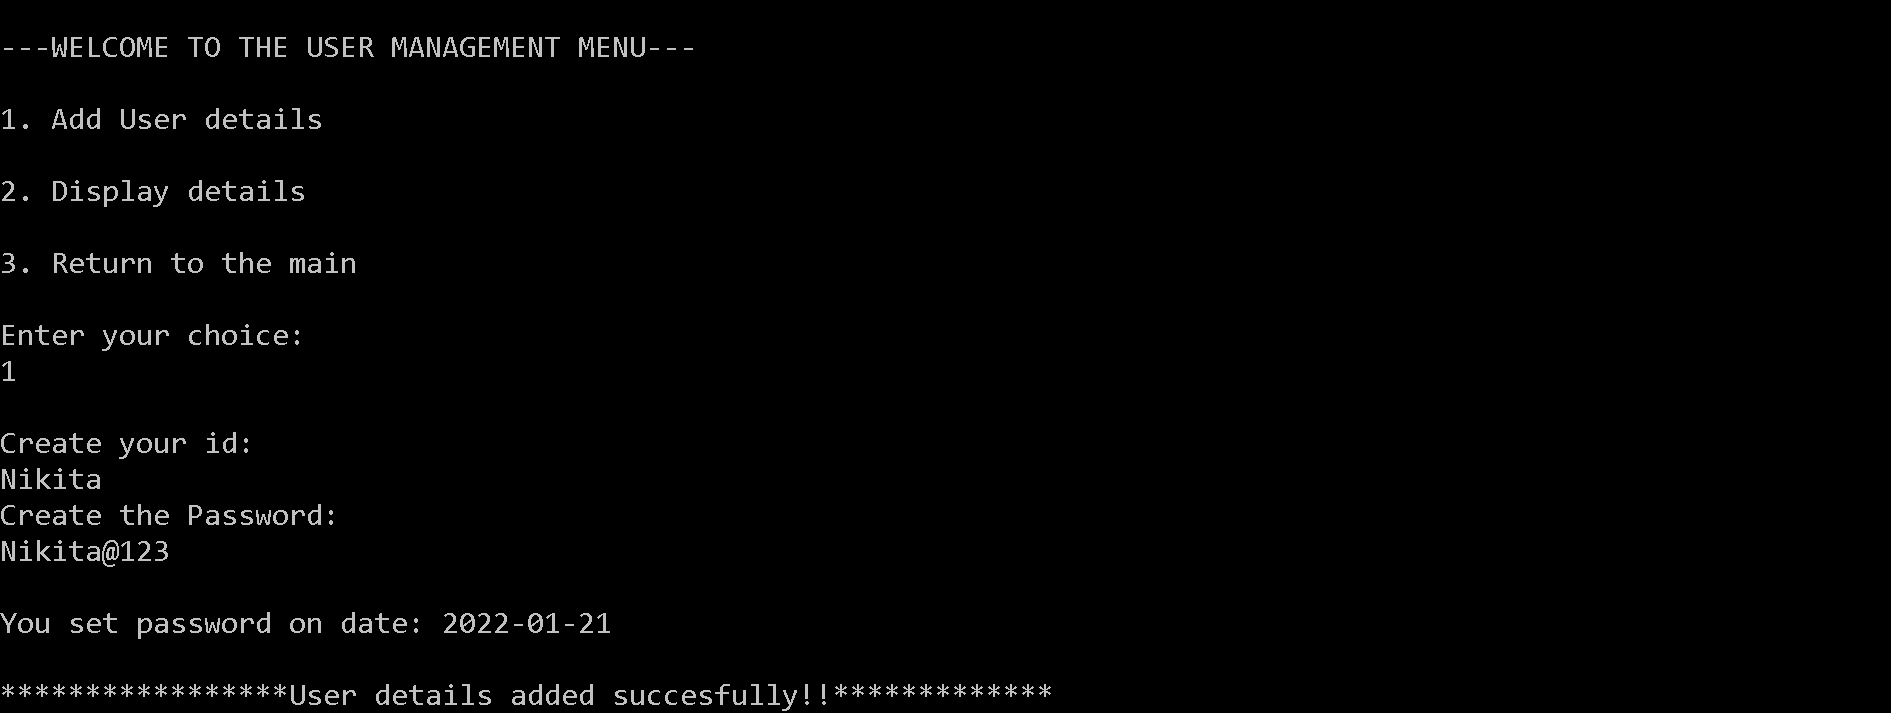 ---WELCOME TO THE USER MANAGEMENT MENU---
1. Add User details
2. Display details
3. Return to the main
Enter your choice:
1
Create your id:
Nikita
Create the Password:
Nikita@123
You set password on date: 2022-01-21
*****************User details added succesfully!!*************